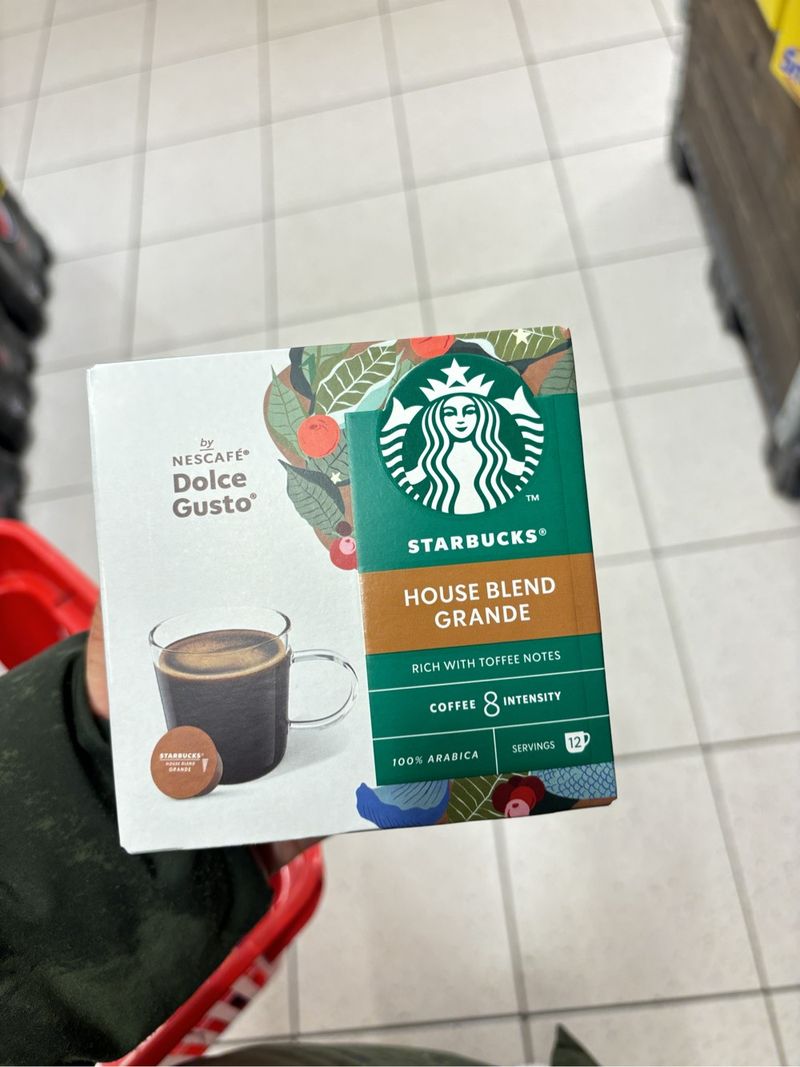 by
NESCAFÉ®
Dolce
Gusto®
TM
STARBUCKS®
HOUSE BLEND
GRANDE
RICH WITH TOFFEE NOTES
COFFEE 8 INTENSITY
100% ARABICA
SERVINGS 12
STARBUCKS®
HOUSE BLEND
GRANDE